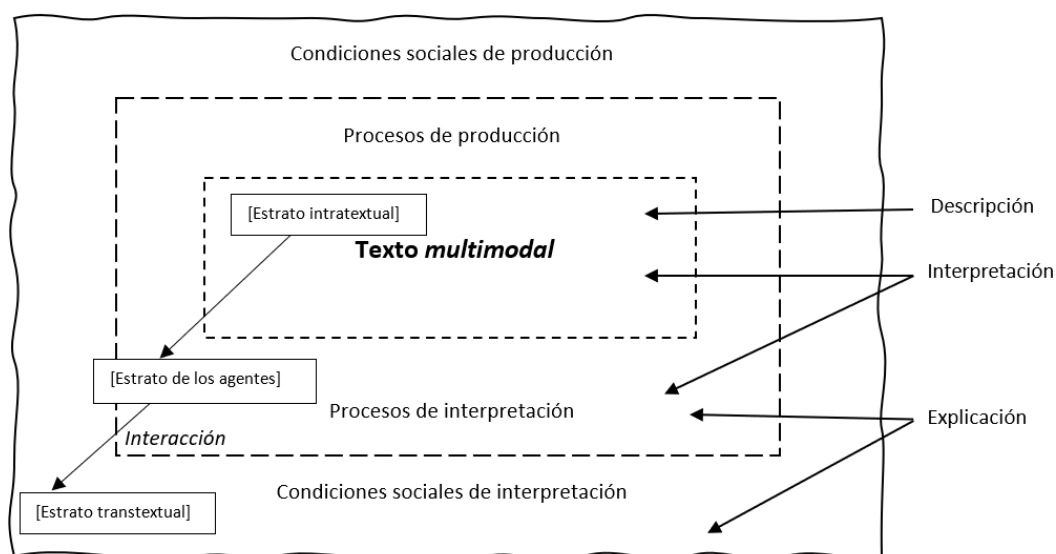 Condiciones sociales de producción
Procesos de producción
[Estrato intratextual]
Descripción
Texto multimodal
Interpretación
[Estrato de los agentes]
Procesos de interpretación
Explicación
Interacción
Condiciones sociales de interpretación
[Estrato transtextual]